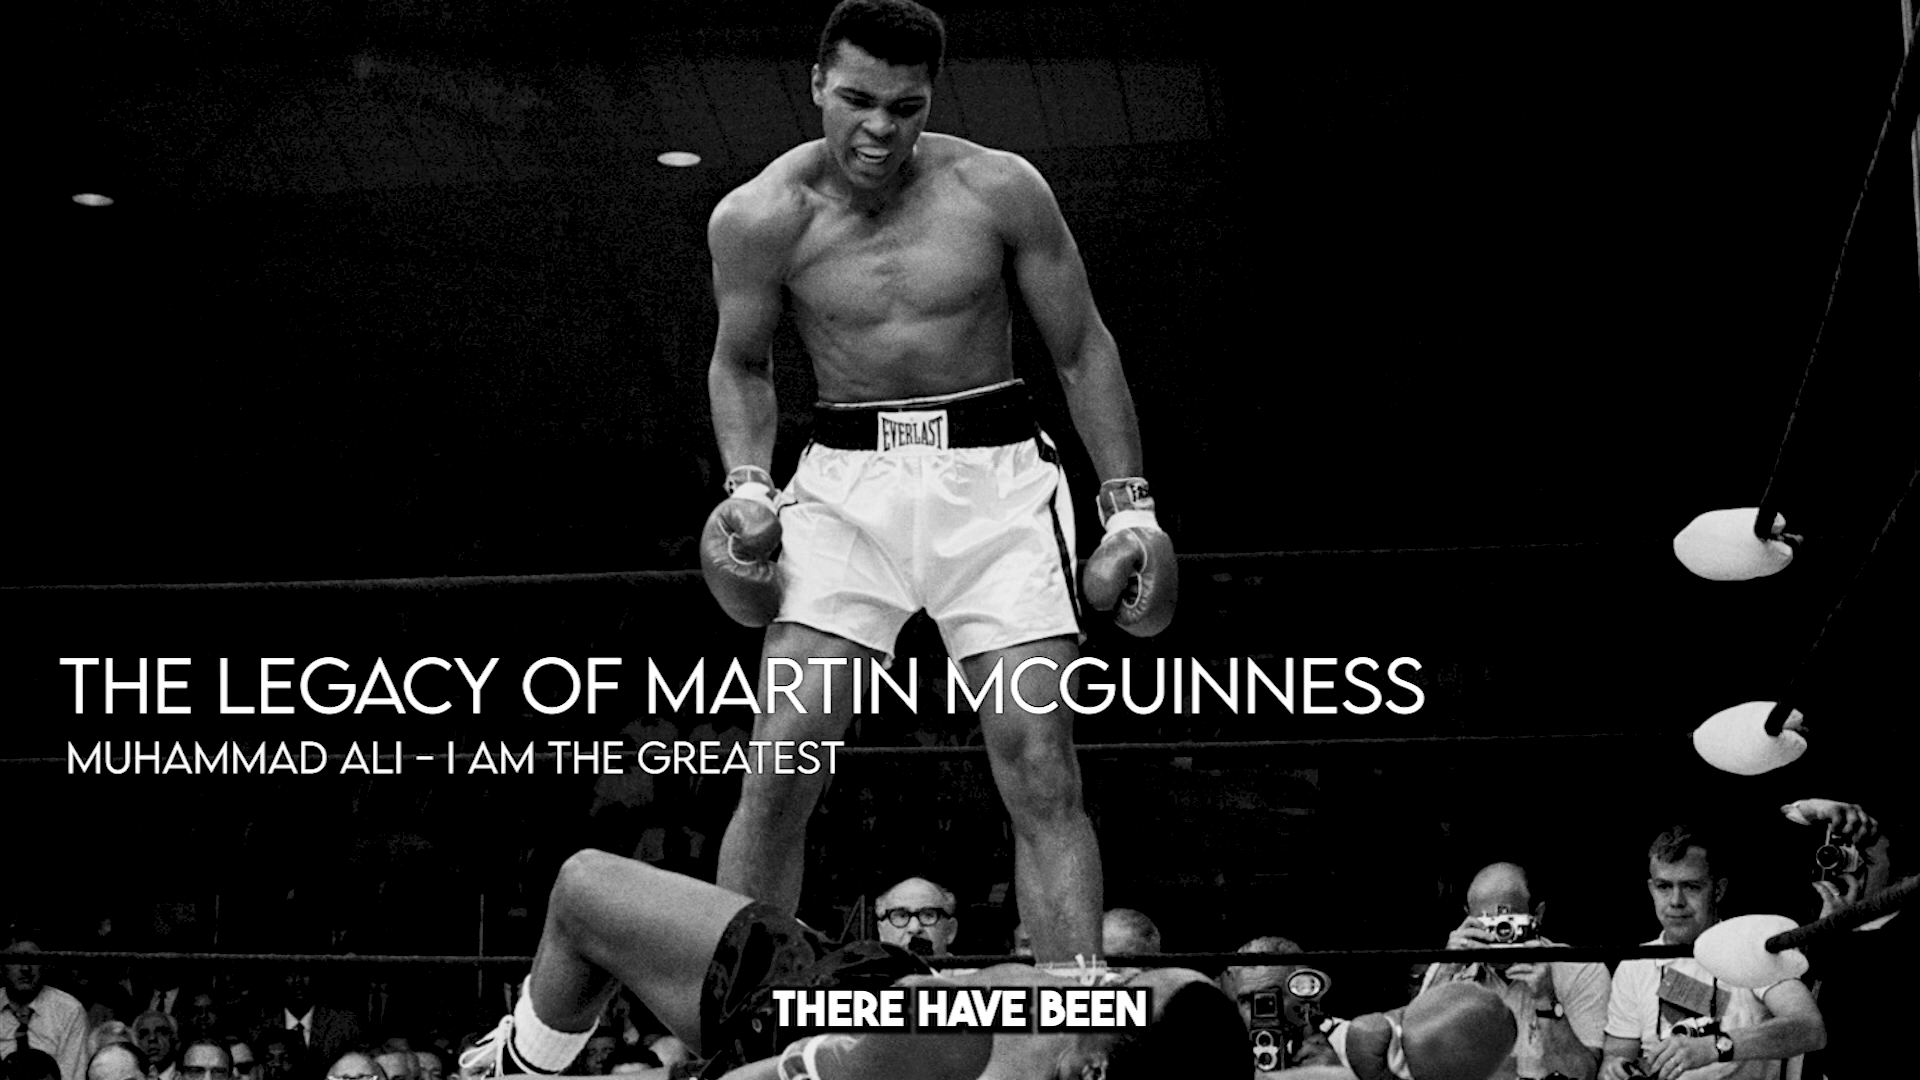 EVERLAST
THE LEGACY OF MARTIN MCGUINNESS
MUHAMMAD ALI – I AM THE GREATEST
THERE HAVE BEEN